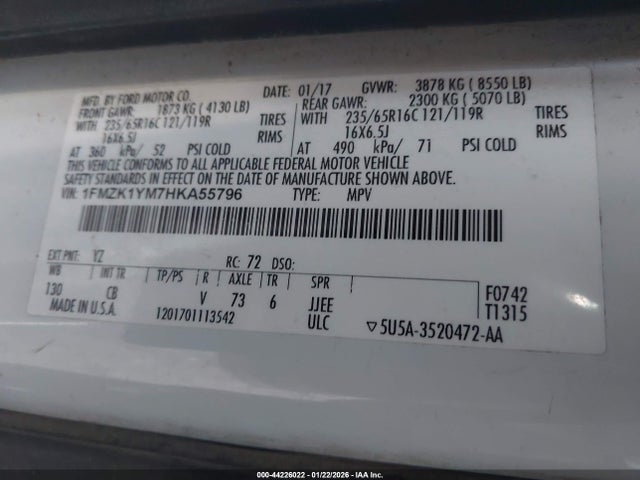 MFD. BY FORD MOTOR CO. DATE: 01/17 GVWR: 3878 KG ( 8550 LB)
FRONT GAWR: 1873 KG ( 4130 LB) REAR GAWR: 2300 KG ( 5070 LB)
WITH 235/65R16C 121/119R TIRES WITH 235/65R16C 121/119R TIRES
16X6.5J RIMS 16X6.5J RIMS
AT 360 kPa/ 52 PSI COLD AT 490 kPa/ 71 PSI COLD
THIS VEHICLE CONFORMS TO ALL APPLICABLE FEDERAL MOTOR VEHICLE
SAFETY STANDARDS IN EFFECT ON THE DATE OF MANUFACTURE SHOWN ABOVE.
VIN: 1FMZK1YM7HKA55796 TYPE: MPV
EXT PNT: YZ RC: 72 DSO:
WB INT TR TP/PS R AXLE TR SPR
130 CB V 73 6 JJEE F0742
MADE IN U.S.A. 1201701113542 ULC ▽5U5A-3520472-AA T1315
000-44226022 - 01/22/2026 - IAA Inc.